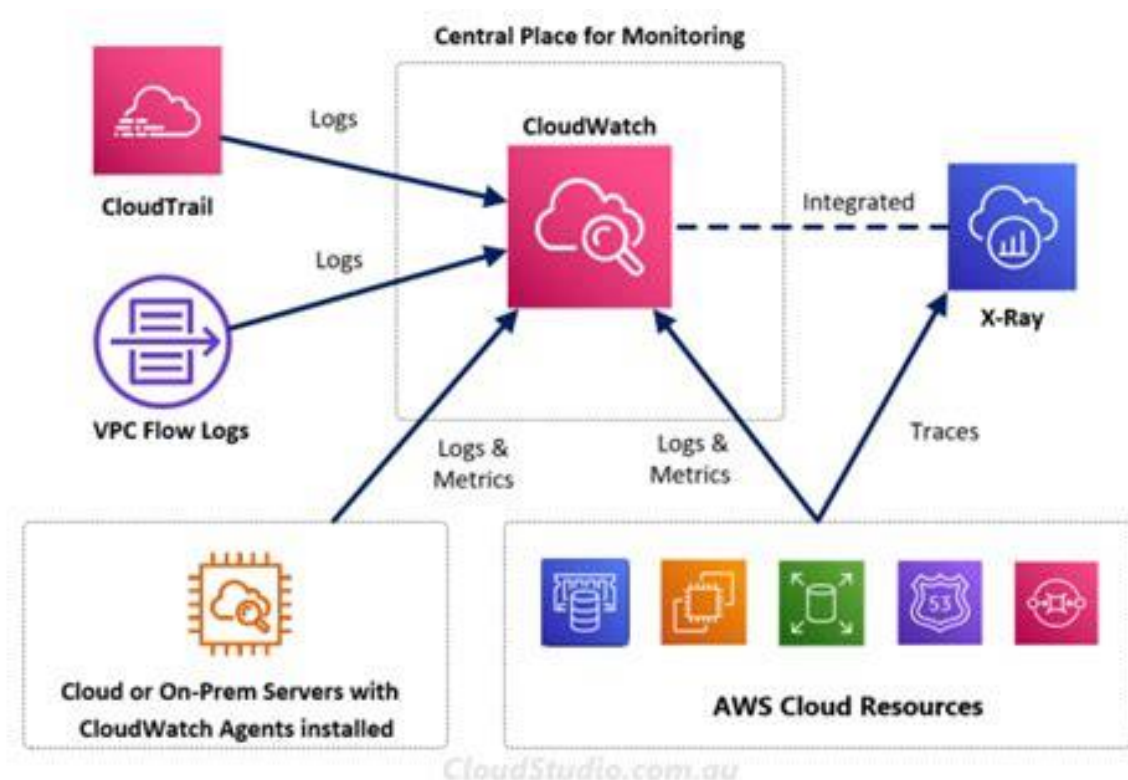 Central Place for Monitoring
CloudWatch
Logs
CloudTrail
Integrated
X-Ray
Logs
VPC Flow Logs
Logs &
Metrics
Logs &
Metrics
Traces
53
Cloud or On-Prem Servers with
CloudWatch Agents installed
AWS Cloud Resources
CloudStudio.com.au